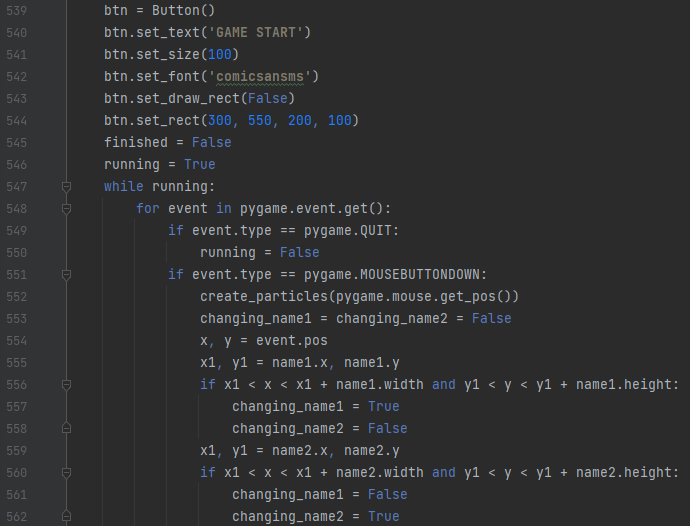 539 btn = Button()
540 btn.set_text('GAME START')
541 btn.set_size(100)
542 btn.set_font('comicsansms')
543 btn.set_draw_rect(False)
544 btn.set_rect(300, 550, 200, 100)
545 finished = False
546 running = True
547 while running:
548     for event in pygame.event.get():
549         if event.type == pygame.QUIT:
550             running = False
551         if event.type == pygame.MOUSEBUTTONDOWN:
552             create_particles(pygame.mouse.get_pos())
553             changing_name1 = changing_name2 = False
554             x, y = event.pos
555             x1, y1 = name1.x, name1.y
556             if x1 < x < x1 + name1.width and y1 < y < y1 + name1.height:
557                 changing_name1 = True
558                 changing_name2 = False
559             x1, y1 = name2.x, name2.y
560             if x1 < x < x1 + name2.width and y1 < y < y1 + name2.height:
561                 changing_name1 = False
562                 changing_name2 = True